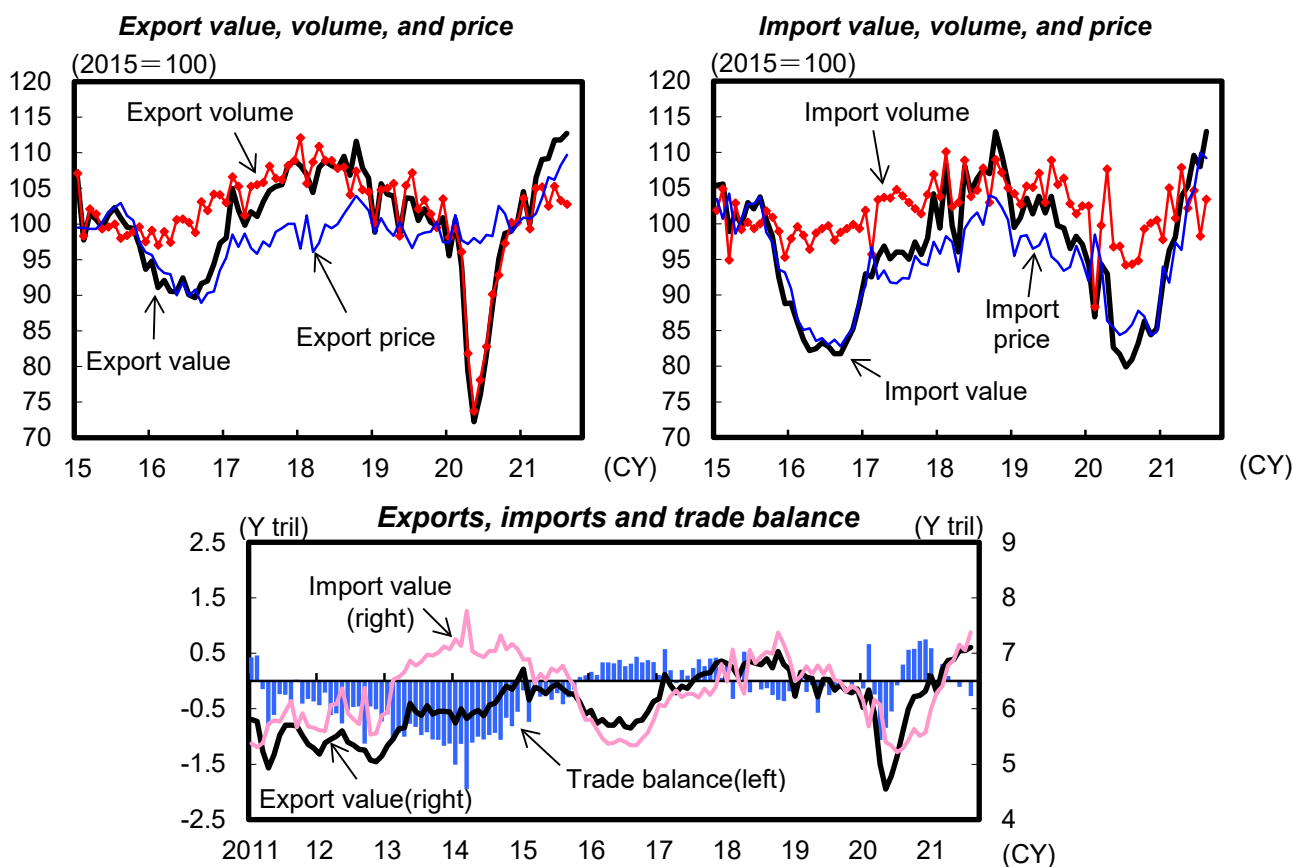 Export value, volume, and price
(2015＝100)
120
115
110
105
100
95
90
85
80
75
70
Export volume
Export price
Export value
15 16 17 18 19 20 21
(CY)
Import value, volume, and price
(2015＝100)
120
115
110
105
100
95
90
85
80
75
70
Import volume
Import
price
Import value
15 16 17 18 19 20 21
(CY)
Exports, imports and trade balance
(Y tril)
(Y tril)
2.5
1.5
0.5
-0.5
-1.5
-2.5
9
8
7
6
5
4
Import value
(right)
Trade balance(left)
Export value(right)
2011 12 13 14 15 16 17 18 19 20 21
(CY)